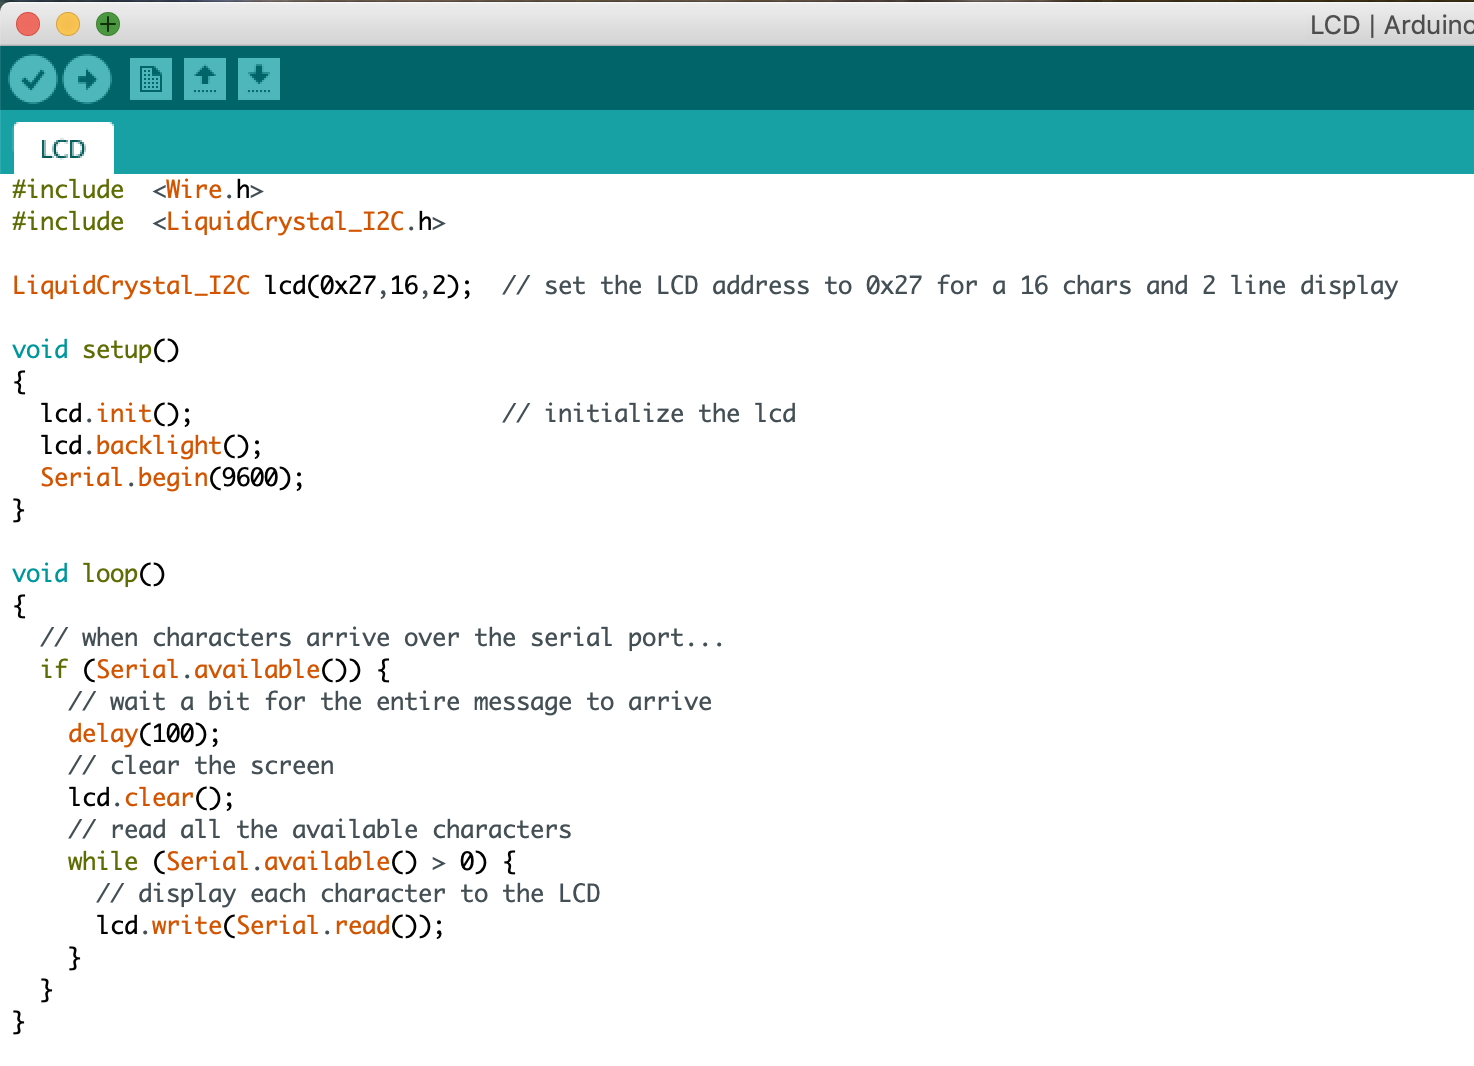 LCD | Arduino
LCD
#include  <Wire.h>
#include  <LiquidCrystal_I2C.h>

LiquidCrystal_I2C lcd(0x27,16,2);  // set the LCD address to 0x27 for a 16 chars and 2 line display

void setup()
{
  lcd.init();                      // initialize the lcd
  lcd.backlight();
  Serial.begin(9600);
}

void loop()
{
  // when characters arrive over the serial port...
  if (Serial.available()) {
    // wait a bit for the entire message to arrive
    delay(100);
    // clear the screen
    lcd.clear();
    // read all the available characters
    while (Serial.available() > 0) {
      // display each character to the LCD
      lcd.write(Serial.read());
    }
  }
}